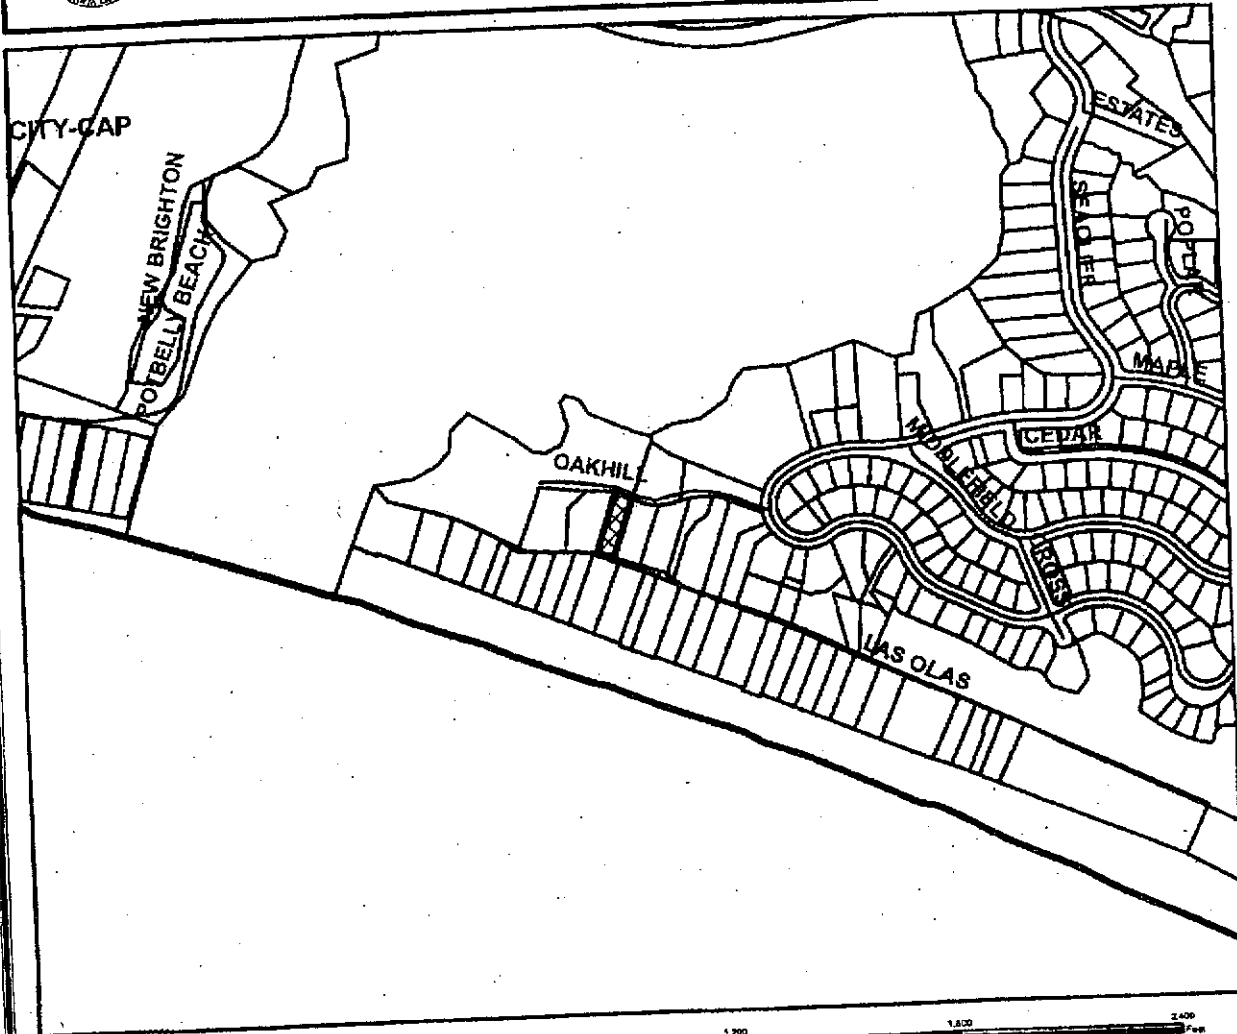 CITY-CAP
ESTATES
NEW BRIGHTON
POTBELLY BEACH
MAPLE
CEDAR
OAKHILL
LAS OLAS
1,200
1,800
2,400
Feet